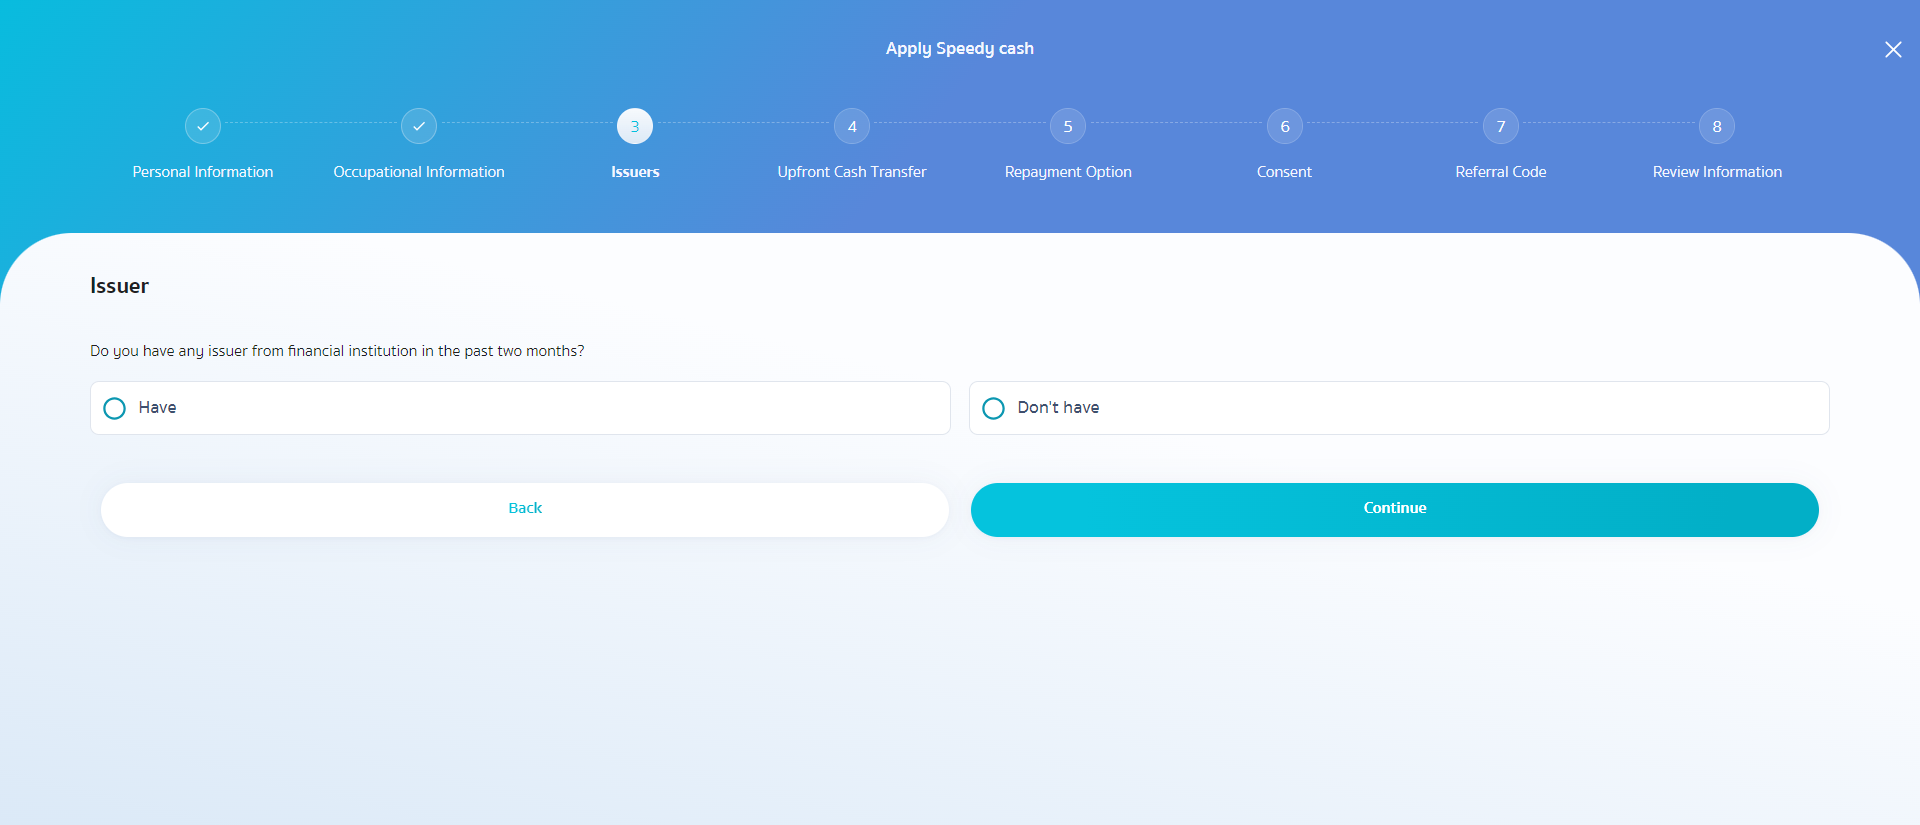 Apply Speedy cash
3
4
5
6
7
8
Personal Information
Occupational Information
Issuers
Upfront Cash Transfer
Repayment Option
Consent
Referral Code
Review Information
Issuer
Do you have any issuer from financial institution in the past two months?
Have
Don't have
Back
Continue